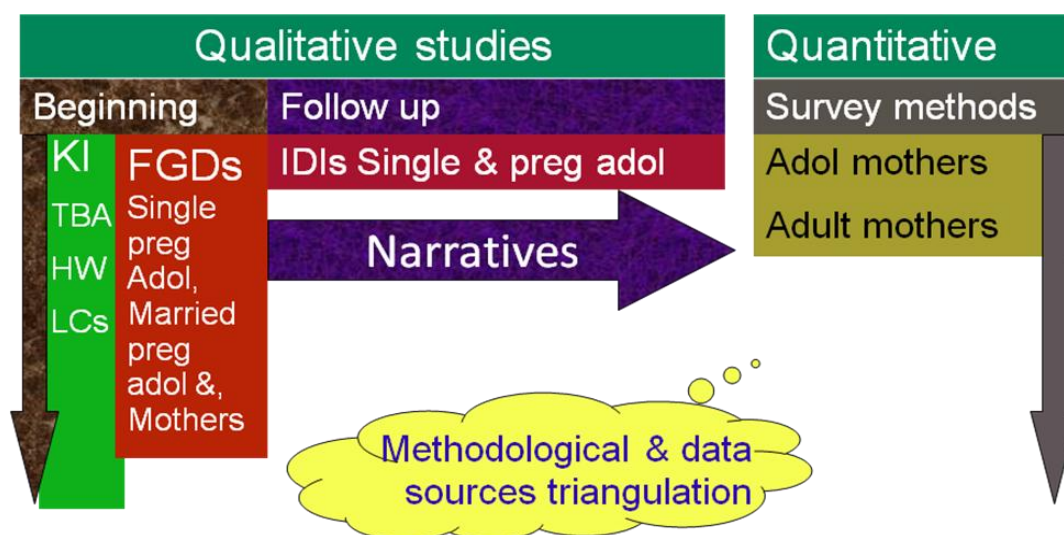 Qualitative studies
Quantitative
Beginning
Follow up
Survey methods
KI
TBA
HW
LCs
FGDs
Single
preg
Adol,
Married
preg
adol &,
Mothers
IDIs Single & preg adol
Narratives
Adol mothers
Adult mothers
Methodological & data
sources triangulation